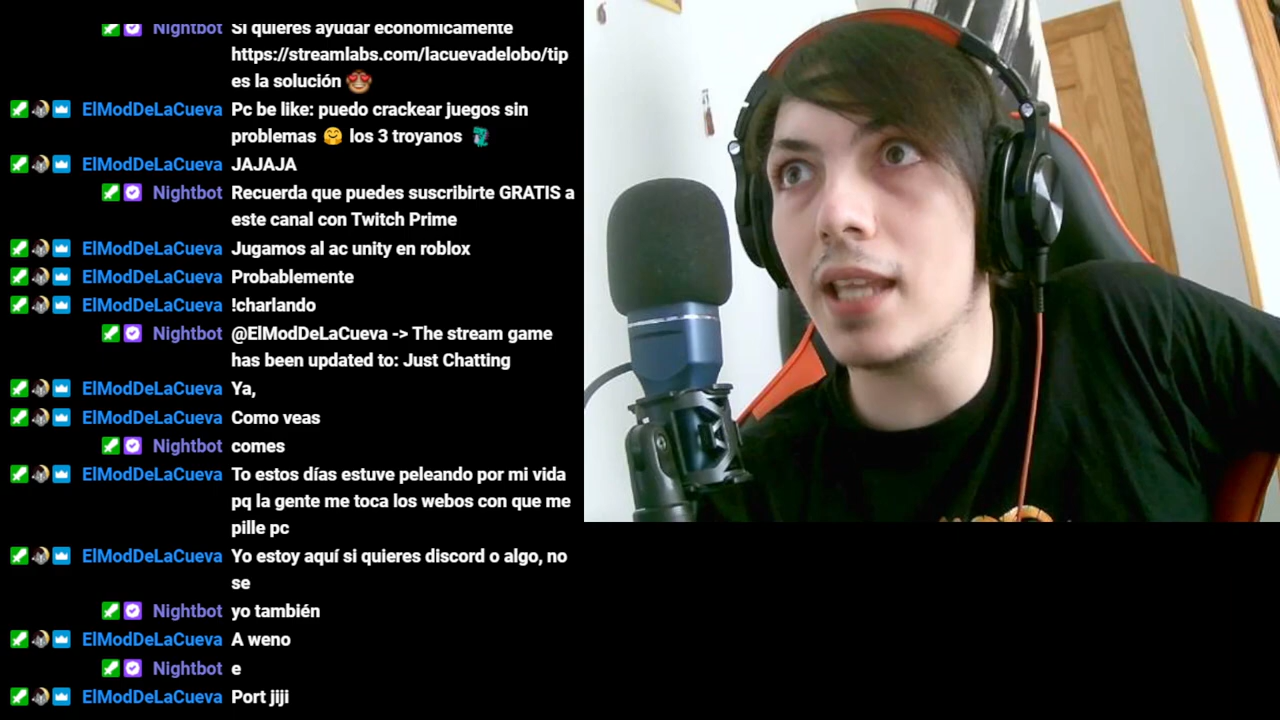 Nightbot Si quieres ayudar económicamente
https://streamlabs.com/lacuevadelobo/tip
es la solución
ElModDeLaCueva Pc be like: puedo crackear juegos sin
problemas 🤗 los 3 troyanos
ElModDeLaCueva JAJAJA
Nightbot Recuerda que puedes suscribirte GRATIS a
este canal con Twitch Prime
ElModDeLaCueva Jugamos al ac unity en roblox
ElModDeLaCueva Probablemente
ElModDeLaCueva !charlando
Nightbot @ElModDeLaCueva -> The stream game
has been updated to: Just Chatting
ElModDeLaCueva Ya,
ElModDeLaCueva Como veas
Nightbot comes
ElModDeLaCueva To estos días estuve peleando por mi vida
pq la gente me toca los webos con que me
pille pc
ElModDeLaCueva Yo estoy aquí si quieres discord o algo, no
se
Nightbot yo también
ElModDeLaCueva A weno
Nightbot e
ElModDeLaCueva Port jiji